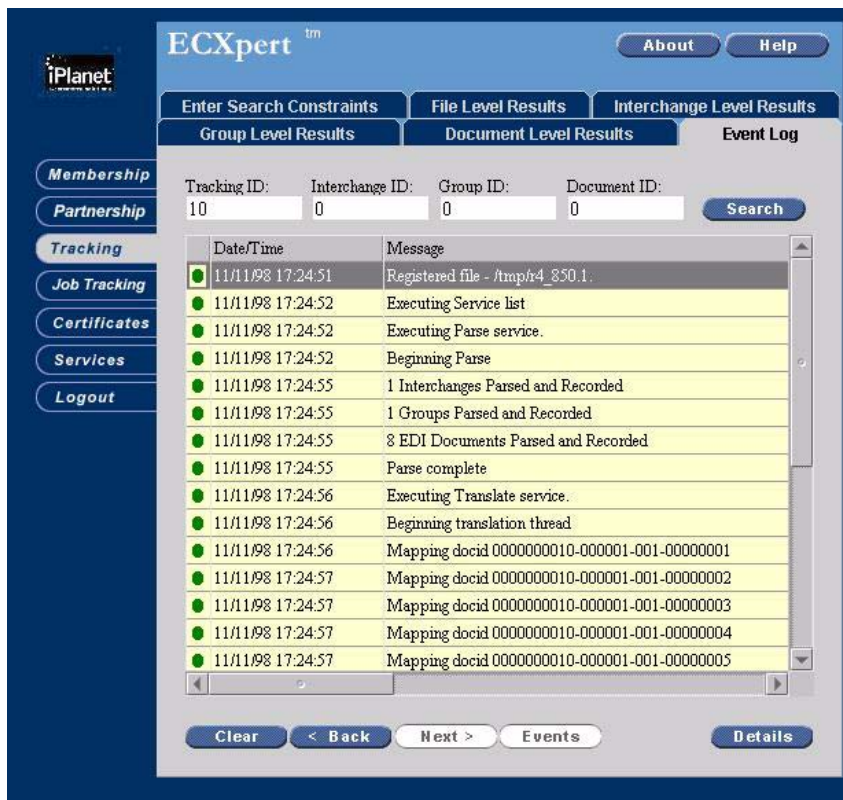 iPlanet
ECXpert tm
About
Help
Enter Search Constraints
File Level Results
Interchange Level Results
Group Level Results
Document Level Results
Event Log
Membership
Partnership
Tracking
Job Tracking
Certificates
Services
Logout
Tracking ID: Interchange ID: Group ID: Document ID:
10 0 0 0 Search
Date/Time Message
11/11/98 17:24:51 Registered file - /tmp/r4_850.1.
11/11/98 17:24:52 Executing Service list
11/11/98 17:24:52 Executing Parse service.
11/11/98 17:24:52 Beginning Parse
11/11/98 17:24:55 1 Interchanges Parsed and Recorded
11/11/98 17:24:55 1 Groups Parsed and Recorded
11/11/98 17:24:55 8 EDI Documents Parsed and Recorded
11/11/98 17:24:55 Parse complete
11/11/98 17:24:56 Executing Translate service.
11/11/98 17:24:56 Beginning translation thread
11/11/98 17:24:56 Mapping docid 0000000010-000001-001-00000001
11/11/98 17:24:57 Mapping docid 0000000010-000001-001-00000002
11/11/98 17:24:57 Mapping docid 0000000010-000001-001-00000003
11/11/98 17:24:57 Mapping docid 0000000010-000001-001-00000004
11/11/98 17:24:57 Mapping docid 0000000010-000001-001-00000005
Clear < Back Next > Events Details